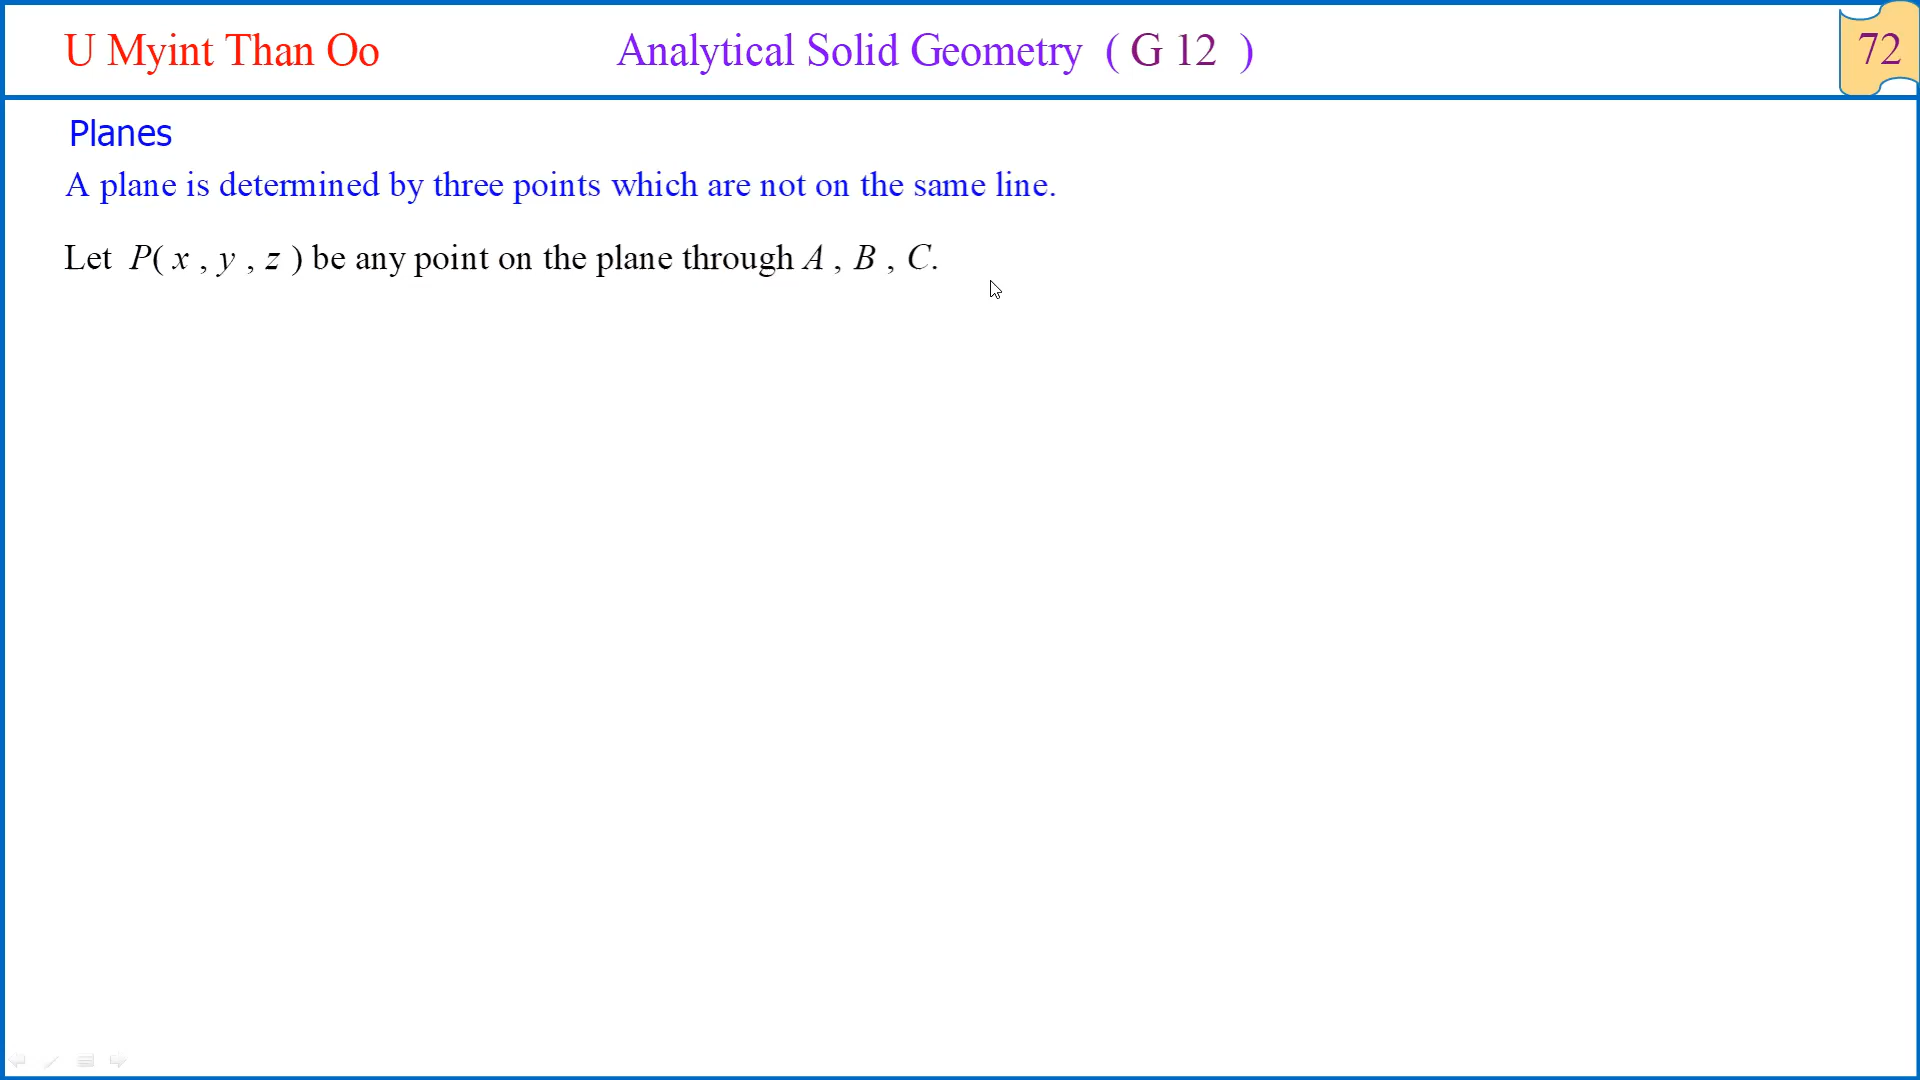 U Myint Than Oo
Analytical Solid Geometry ( G 12 )
72
Planes
A plane is determined by three points which are not on the same line.
Let P( x , y , z ) be any point on the plane through A , B , C.